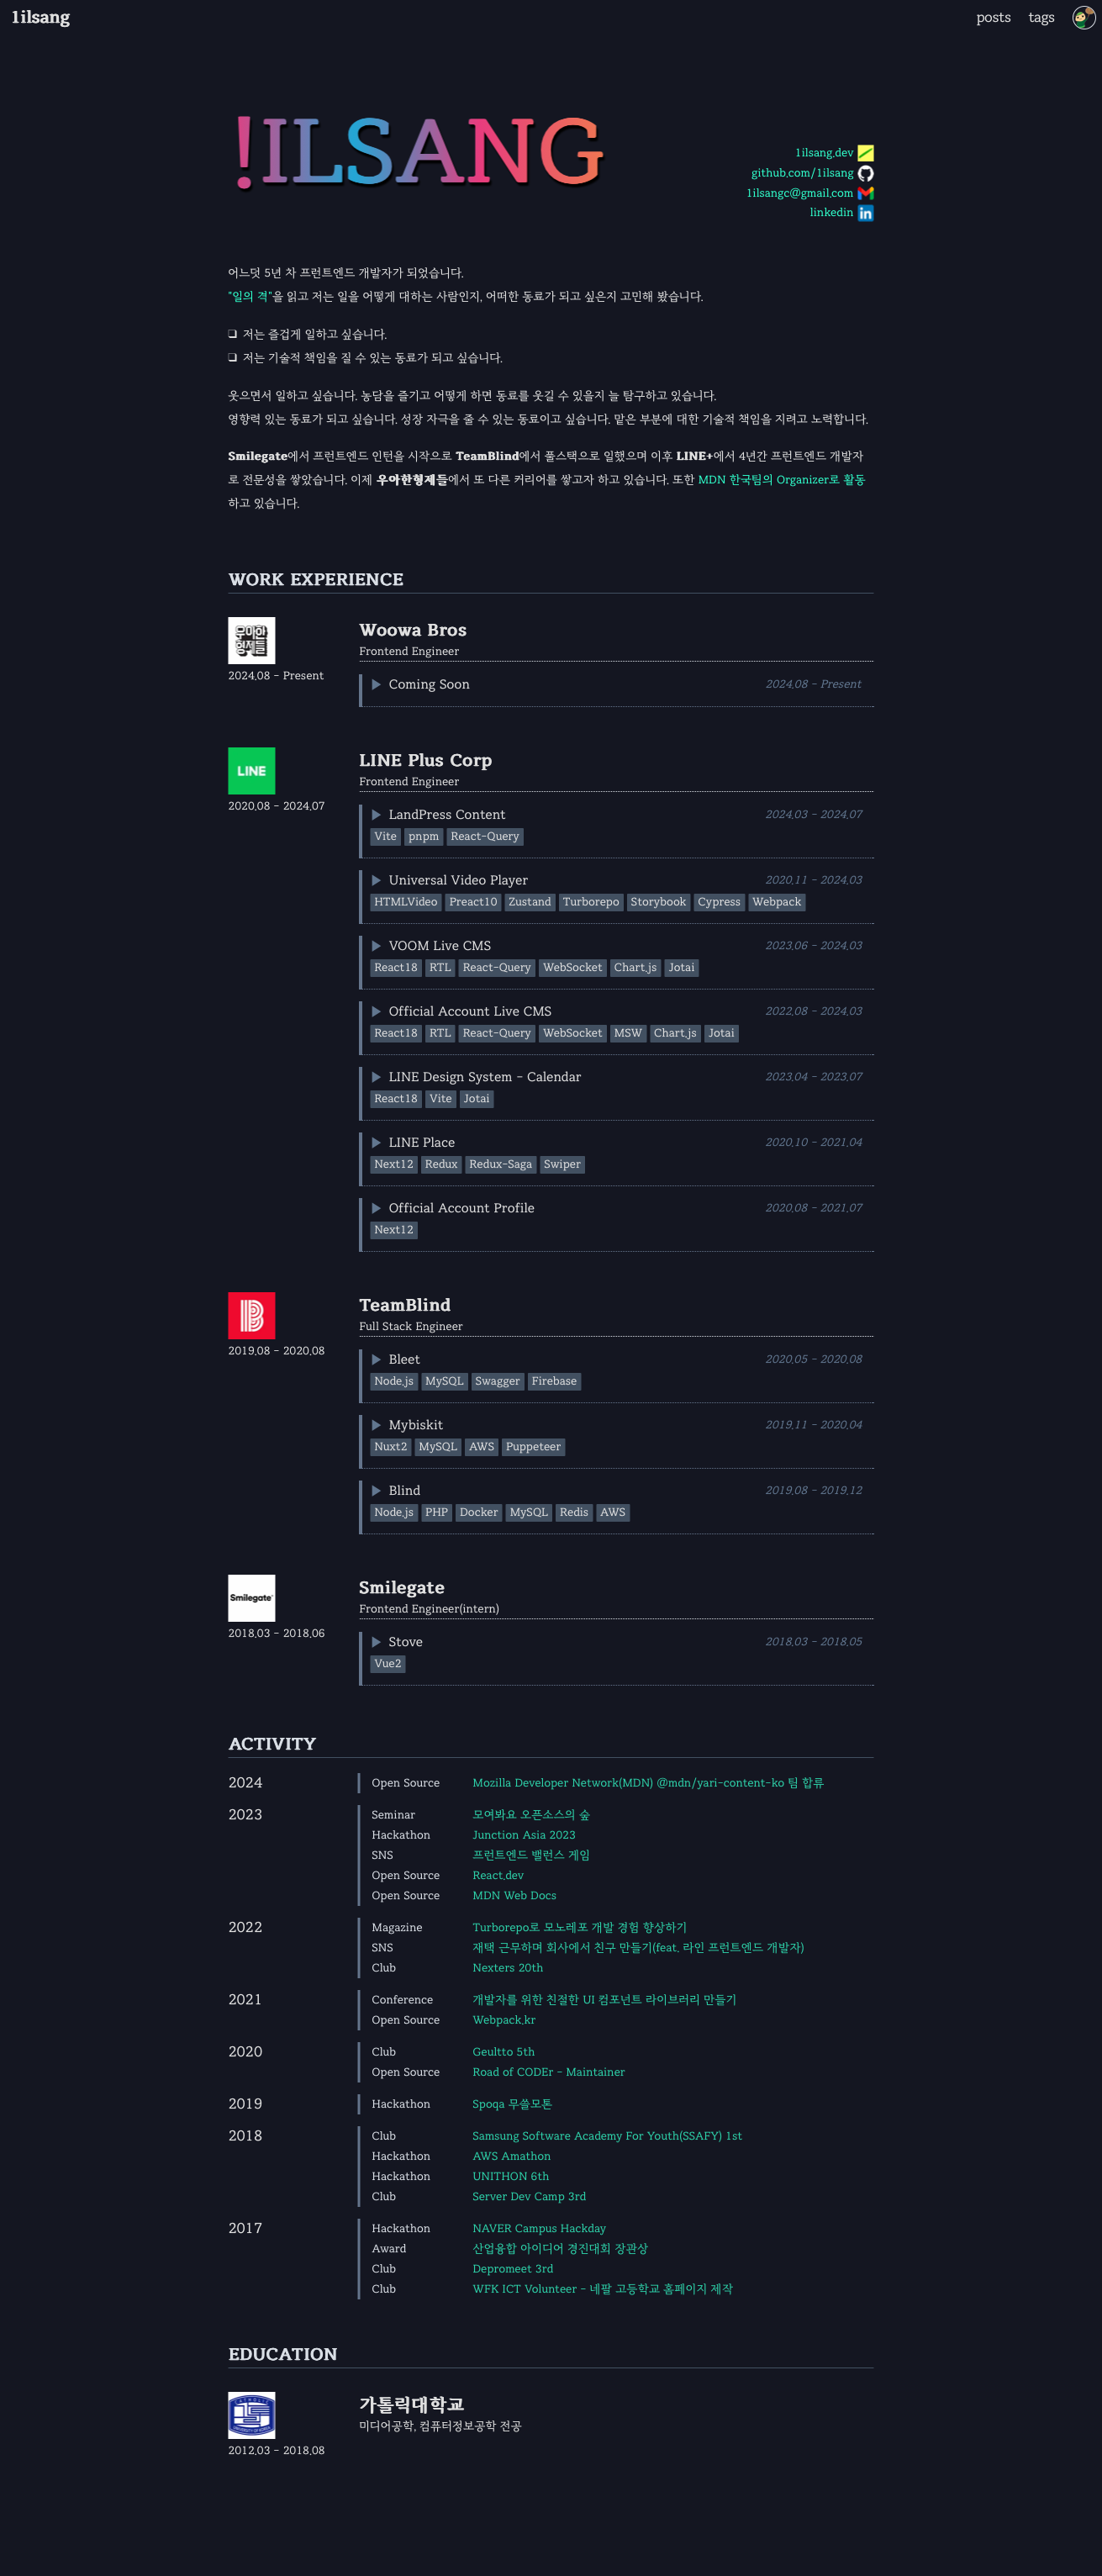 1ilsang
posts tags
!ILSANG
1ilsang.dev
github.com/1ilsang
1ilsangc@gmail.com
linkedin
어느덧 5년 차 프런트엔드 개발자가 되었습니다.
"일의 격"을 읽고 저는 일을 어떻게 대하는 사람인지, 어떠한 동료가 되고 싶은지 고민해 봤습니다.
❏ 저는 즐겁게 일하고 싶습니다.
❏ 저는 기술적 책임을 질 수 있는 동료가 되고 싶습니다.
웃으면서 일하고 싶습니다. 농담을 즐기고 어떻게 하면 동료를 웃길 수 있을지 늘 탐구하고 있습니다.
영향력 있는 동료가 되고 싶습니다. 성장 자극을 줄 수 있는 동료이고 싶습니다. 맡은 부분에 대한 기술적 책임을 지려고 노력합니다.
Smilegate에서 프런트엔드 인턴을 시작으로 TeamBlind에서 풀스택으로 일했으며 이후 LINE+에서 4년간 프런트엔드 개발자
로 전문성을 쌓았습니다. 이제 우아한형제들에서 또 다른 커리어를 쌓고자 하고 있습니다. 또한 MDN 한국팀의 Organizer로 활동
하고 있습니다.
WORK EXPERIENCE
우아한
형제들
2024.08 - Present
Woowa Bros
Frontend Engineer
▶ Coming Soon 2024.08 - Present
LINE
2020.08 - 2024.07
LINE Plus Corp
Frontend Engineer
▶ LandPress Content 2024.03 - 2024.07
Vite pnpm React-Query
▶ Universal Video Player 2020.11 - 2024.03
HTMLVideo Preact10 Zustand Turborepo Storybook Cypress Webpack
▶ VOOM Live CMS 2023.06 - 2024.03
React18 RTL React-Query WebSocket Chart.js Jotai
▶ Official Account Live CMS 2022.08 - 2024.03
React18 RTL React-Query WebSocket MSW Chart.js Jotai
▶ LINE Design System - Calendar 2023.04 - 2023.07
React18 Vite Jotai
▶ LINE Place 2020.10 - 2021.04
Next12 Redux Redux-Saga Swiper
▶ Official Account Profile 2020.08 - 2021.07
Next12
2019.08 - 2020.08
TeamBlind
Full Stack Engineer
▶ Bleet 2020.05 - 2020.08
Node.js MySQL Swagger Firebase
▶ Mybiskit 2019.11 - 2020.04
Nuxt2 MySQL AWS Puppeteer
▶ Blind 2019.08 - 2019.12
Node.js PHP Docker MySQL Redis AWS
Smilegate
2018.03 - 2018.06
Smilegate
Frontend Engineer(intern)
▶ Stove 2018.03 - 2018.05
Vue2
ACTIVITY
2024 Open Source Mozilla Developer Network(MDN) @mdn/yari-content-ko 팀 합류
2023 Seminar 모여봐요 오픈소스의 숲
Hackathon Junction Asia 2023
SNS 프런트엔드 밸런스 게임
Open Source React.dev
Open Source MDN Web Docs
2022 Magazine Turborepo로 모노레포 개발 경험 향상하기
SNS 재택 근무하며 회사에서 친구 만들기(feat. 라인 프런트엔드 개발자)
Club Nexters 20th
2021 Conference 개발자를 위한 친절한 UI 컴포넌트 라이브러리 만들기
Open Source Webpack.kr
2020 Club Geultto 5th
Open Source Road of CODEr - Maintainer
2019 Hackathon Spoqa 무쓸모톤
2018 Club Samsung Software Academy For Youth(SSAFY) 1st
Hackathon AWS Amathon
Hackathon UNITHON 6th
Club Server Dev Camp 3rd
2017 Hackathon NAVER Campus Hackday
Award 산업융합 아이디어 경진대회 장관상
Club Depromeet 3rd
Club WFK ICT Volunteer - 네팔 고등학교 홈페이지 제작
EDUCATION
2012.03 - 2018.08
가톨릭대학교
미디어공학, 컴퓨터정보공학 전공